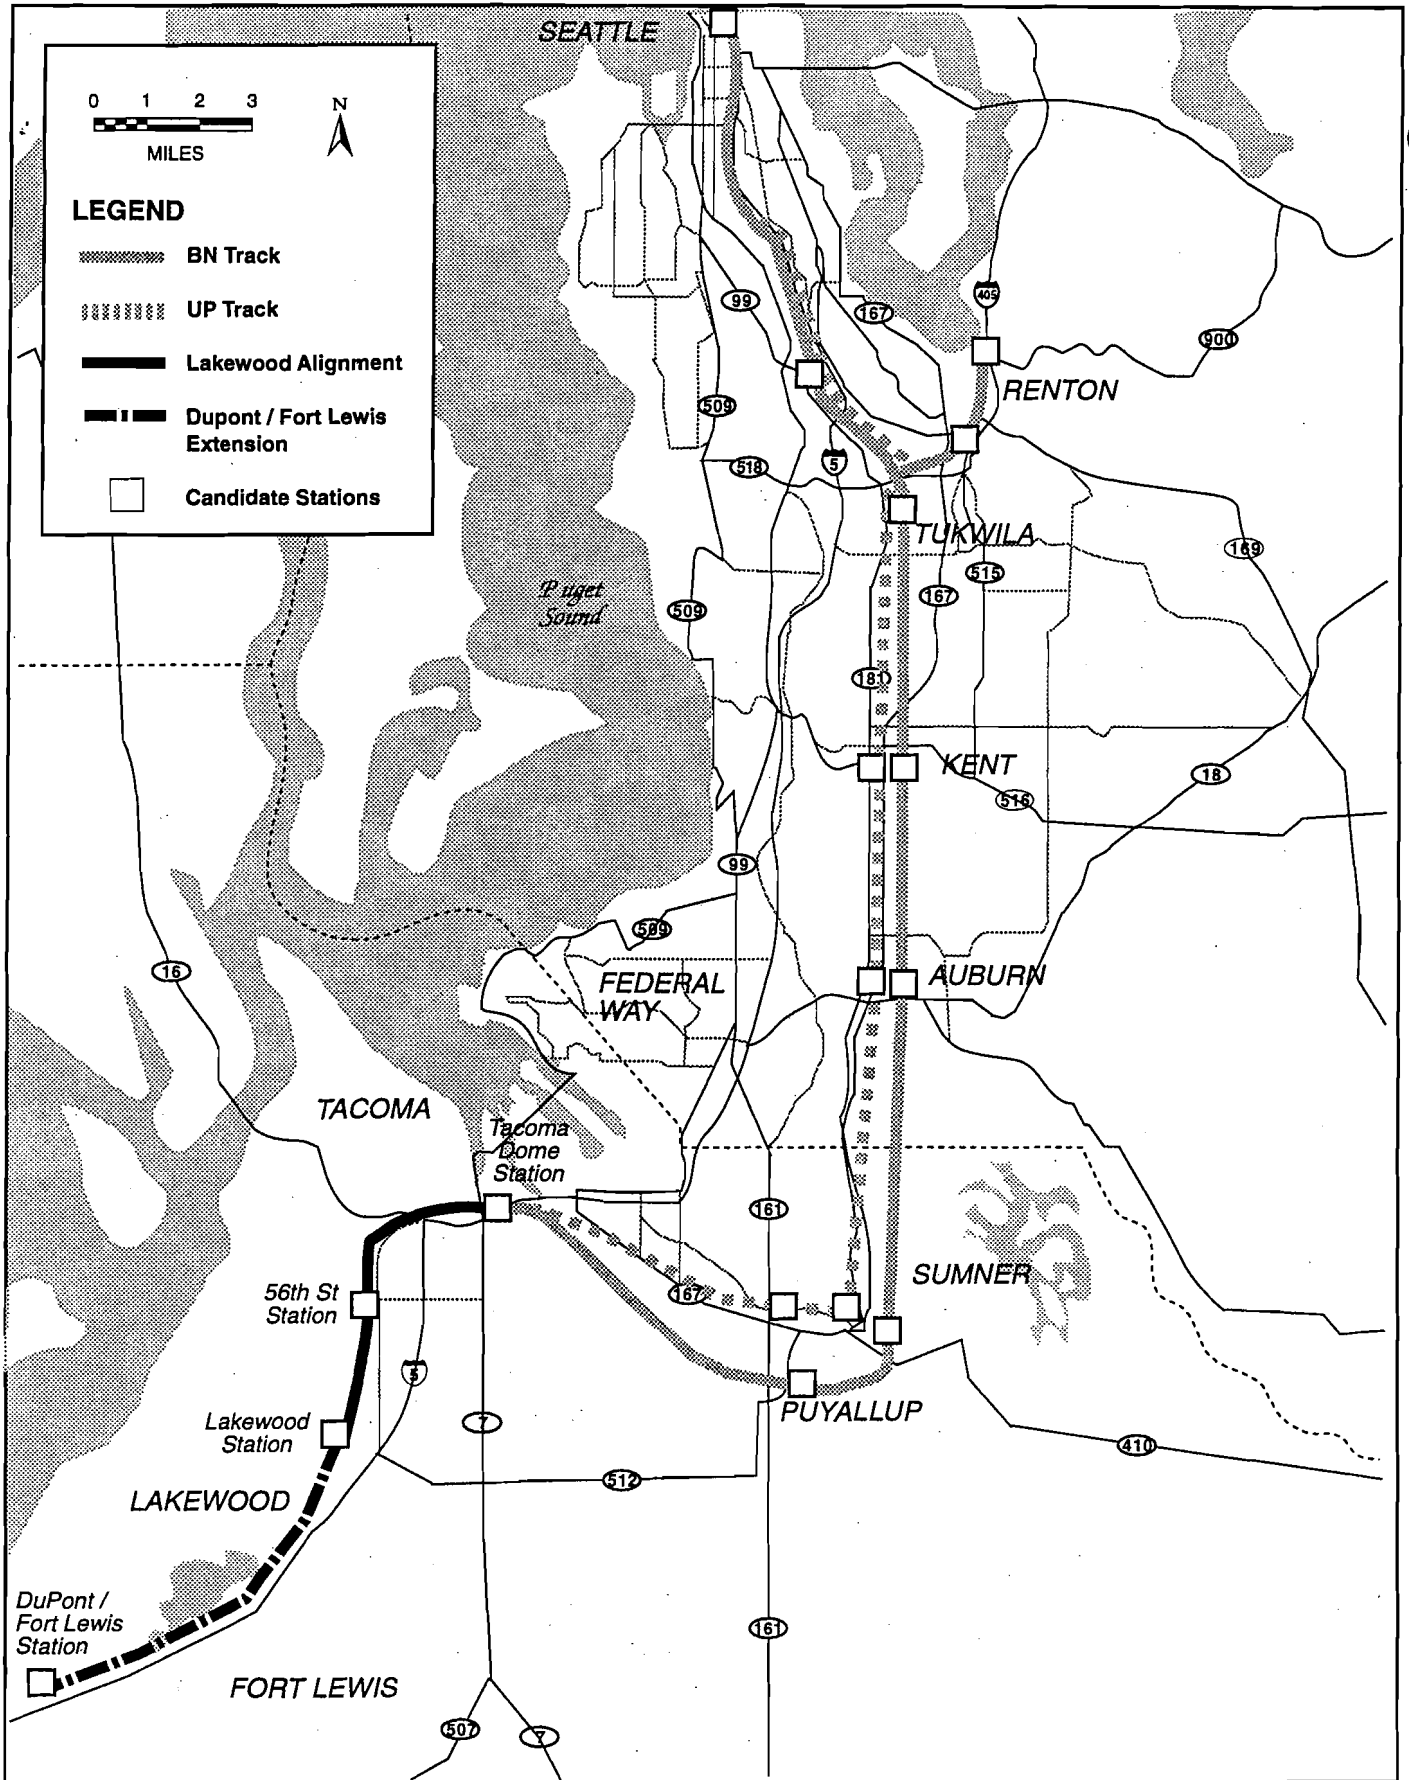 SEATTLE
0 1 2 3
N
MILES
LEGEND
BN Track
UP Track
Lakewood Alignment
Dupont / Fort Lewis
Extension
Candidate Stations
99
167
405
900
RENTON
509
518
5
TUKWILA
169
515
167
Puget
Sound
509
181
KENT
18
516
99
509
16
AUBURN
FEDERAL
WAY
TACOMA
Tacoma
Dome
Station
161
SUMNER
56th St
Station
167
5
PUYALLUP
Lakewood
Station
7
410
512
LAKEWOOD
DuPont /
Fort Lewis
Station
161
FORT LEWIS
507
7